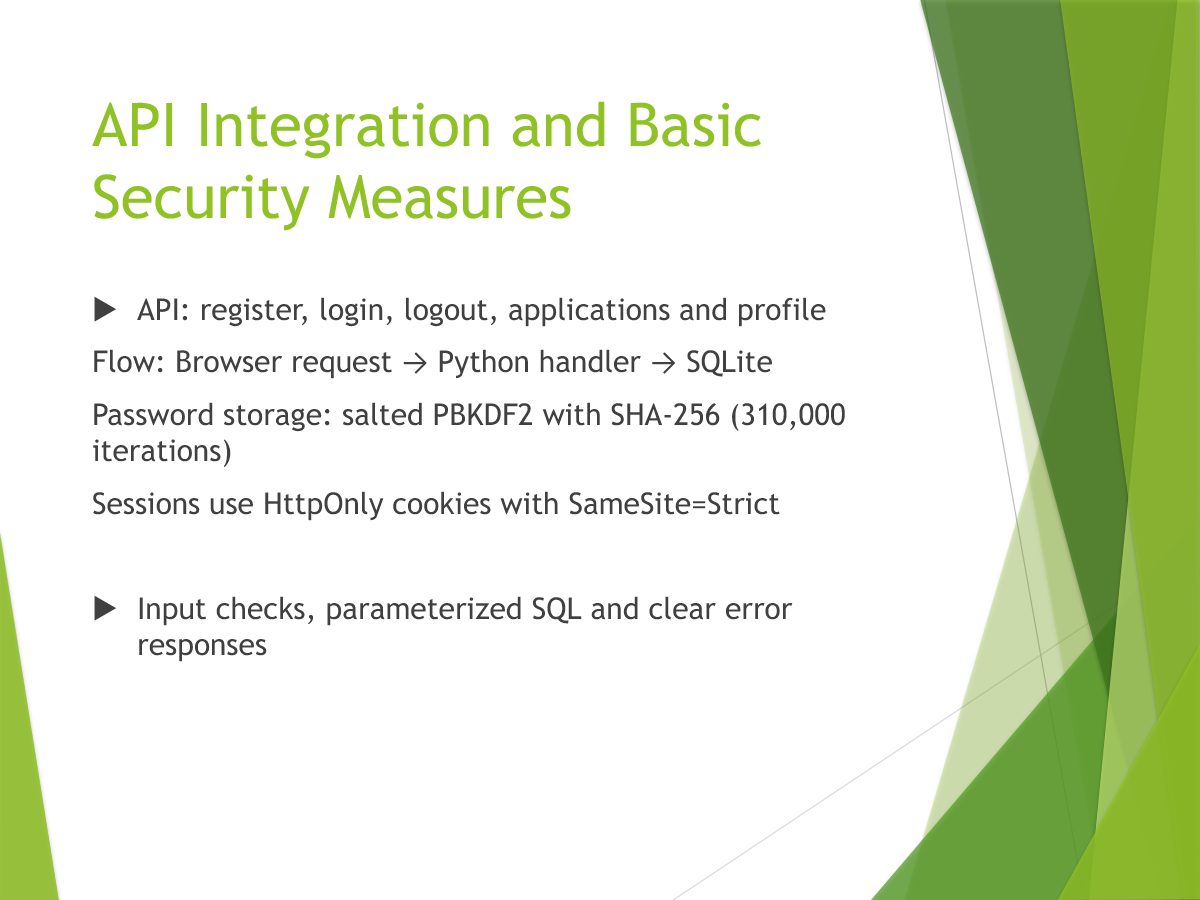 API Integration and Basic
Security Measures
▶ API: register, login, logout, applications and profile
Flow: Browser request → Python handler → SQLite
Password storage: salted PBKDF2 with SHA-256 (310,000
iterations)
Sessions use HttpOnly cookies with SameSite=Strict
▶ Input checks, parameterized SQL and clear error
responses